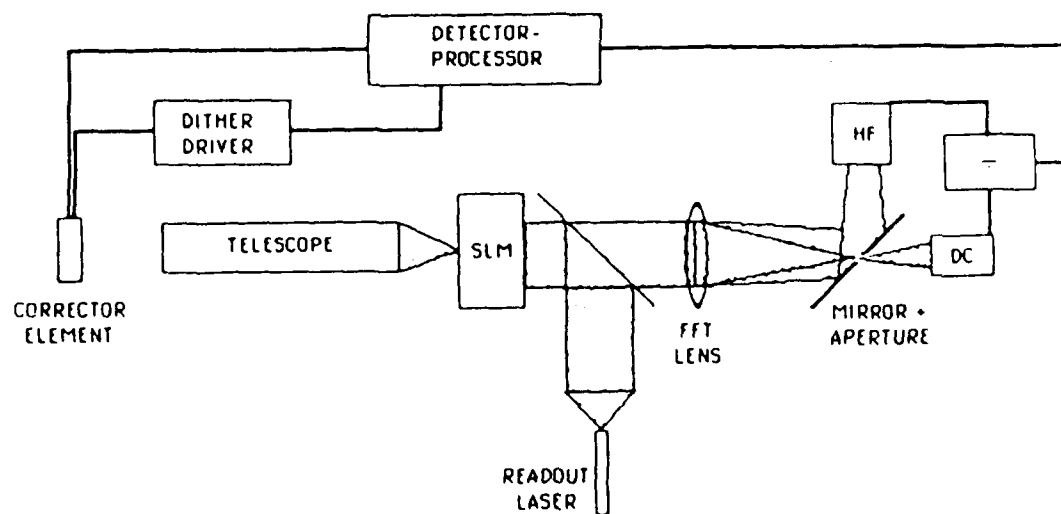 DETECTOR-
PROCESSOR
DITHER
DRIVER
HF
−
TELESCOPE
SLM
DC
CORRECTOR
ELEMENT
FFT
LENS
MIRROR +
APERTURE
READOUT
LASER